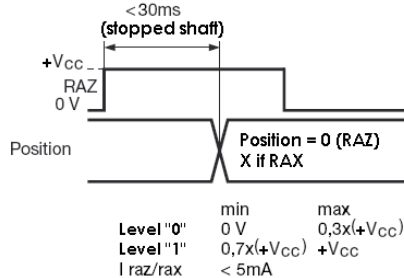 <30ms
(stopped shaft)
+VCC
RAZ
0 V
Position
Position = 0 (RAZ)
X if RAX
min max
Level "0" 0 V 0,3x(+VCC)
Level "1" 0,7x(+VCC) +VCC
I raz/rax < 5mA